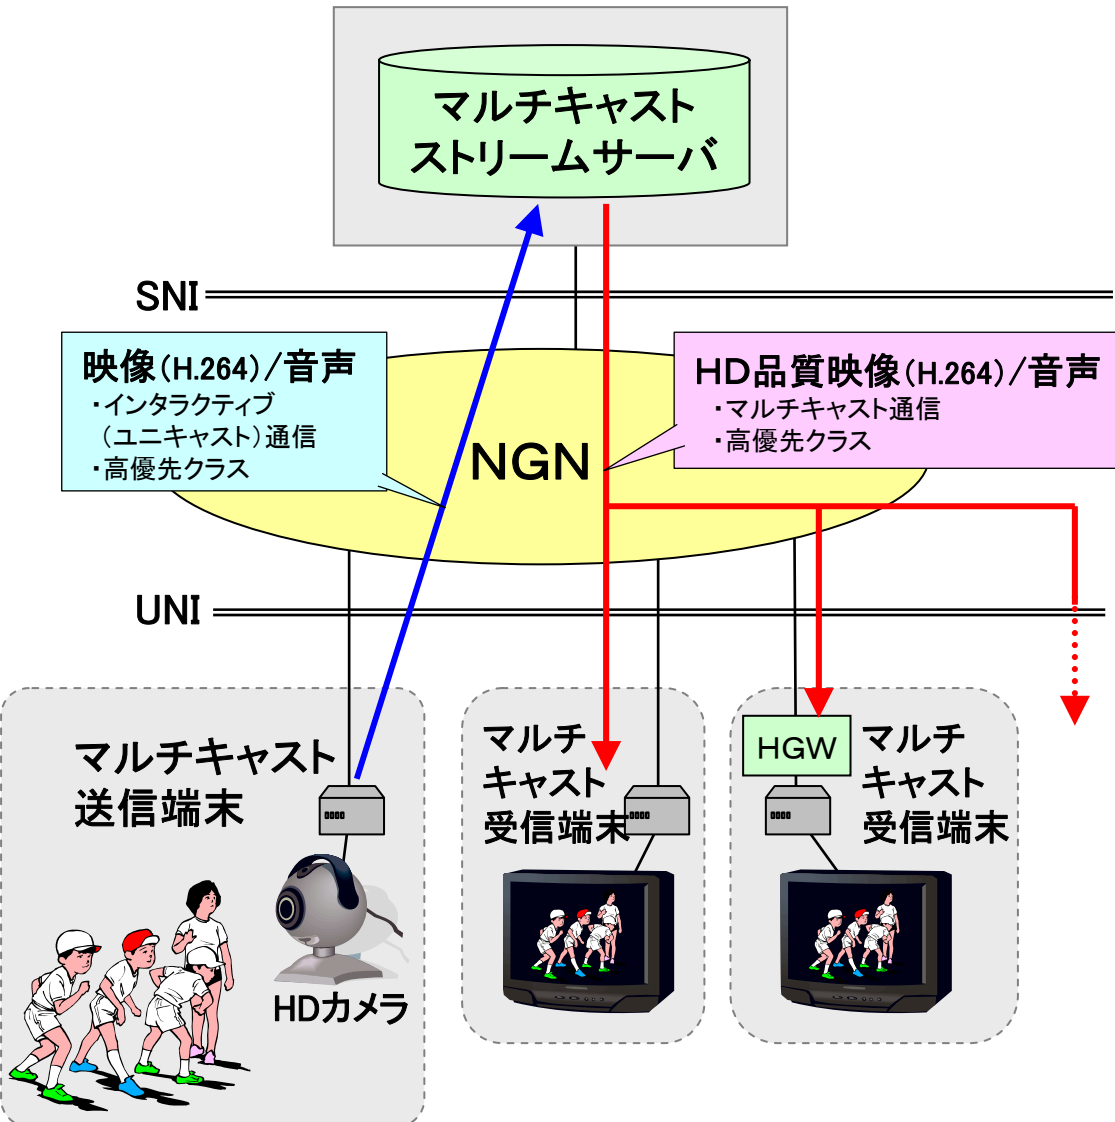 マルチキャスト
ストリームサーバ
SNI
映像(H.264)/音声
・インタラクティブ
（ユニキャスト）通信
・高優先クラス
HD品質映像(H.264)/音声
・マルチキャスト通信
・高優先クラス
NGN
UNI
マルチキャスト
送信端末
HDカメラ
マルチ
キャスト
受信端末
HGW
マルチ
キャスト
受信端末